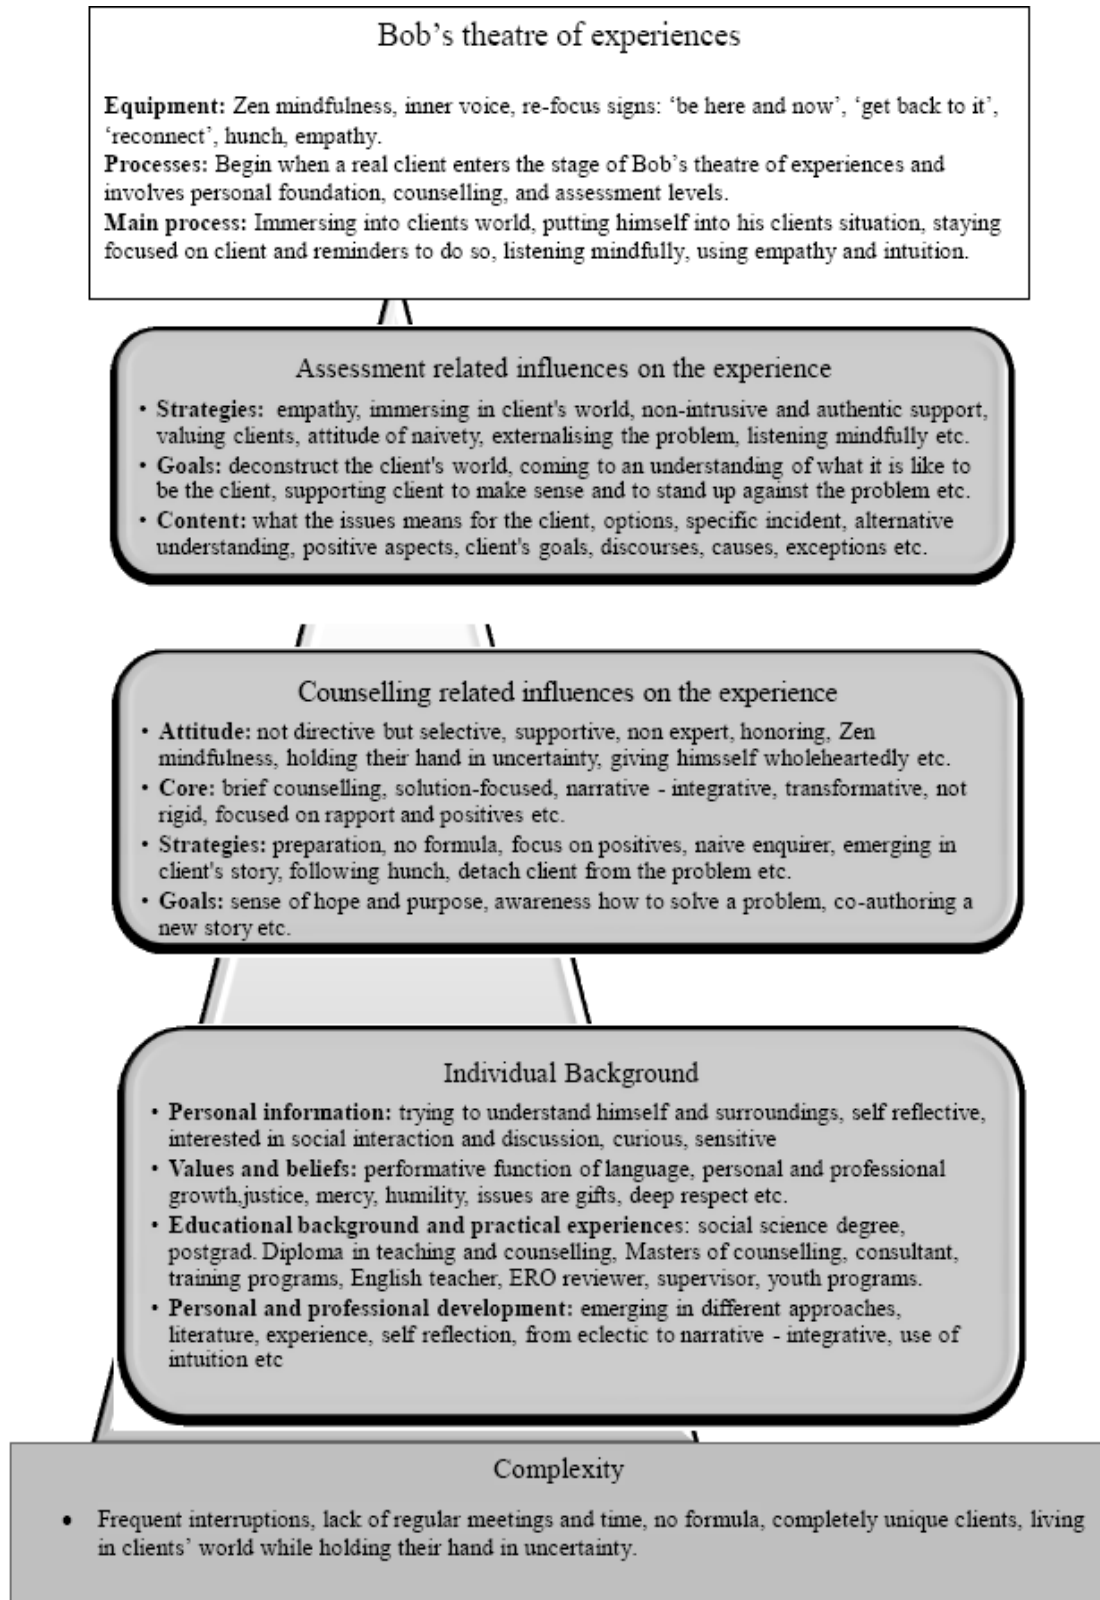 Bob’s theatre of experiences
Equipment: Zen mindfulness, inner voice, re-focus signs: ‘be here and now’, ‘get back to it’,
‘reconnect’, hunch, empathy.
Processes: Begin when a real client enters the stage of Bob’s theatre of experiences and
involves personal foundation, counselling, and assessment levels.
Main process: Immersing into clients world, putting himself into his clients situation, staying
focused on client and reminders to do so, listening mindfully, using empathy and intuition.
Assessment related influences on the experience
• Strategies: empathy, immersing in client's world, non-intrusive and authentic support,
valuing clients, attitude of naivety, externalising the problem, listening mindfully etc.
• Goals: deconstruct the client's world, coming to an understanding of what it is like to
be the client, supporting client to make sense and to stand up against the problem etc.
• Content: what the issues means for the client, options, specific incident, alternative
understanding, positive aspects, client's goals, discourses, causes, exceptions etc.
Counselling related influences on the experience
• Attitude: not directive but selective, supportive, non expert, honoring, Zen
mindfulness, holding their hand in uncertainty, giving himsself wholeheartedly etc.
• Core: brief counselling, solution-focused, narrative - integrative, transformative, not
rigid, focused on rapport and positives etc.
• Strategies: preparation, no formula, focus on positives, naive enquirer, emerging in
client's story, following hunch, detach client from the problem etc.
• Goals: sense of hope and purpose, awareness how to solve a problem, co-authoring a
new story etc.
Individual Background
• Personal information: trying to understand himself and surroundings, self reflective,
interested in social interaction and discussion, curious, sensitive
• Values and beliefs: performative function of language, personal and professional
growth,justice, mercy, humility, issues are gifts, deep respect etc.
• Educational background and practical experiences: social science degree,
postgrad. Diploma in teaching and counselling, Masters of counselling, consultant,
training programs, English teacher, ERO reviewer, supervisor, youth programs.
• Personal and professional development: emerging in different approaches,
literature, experience, self reflection, from eclectic to narrative - integrative, use of
intuition etc
Complexity
• Frequent interruptions, lack of regular meetings and time, no formula, completely unique clients, living
in clients’ world while holding their hand in uncertainty.